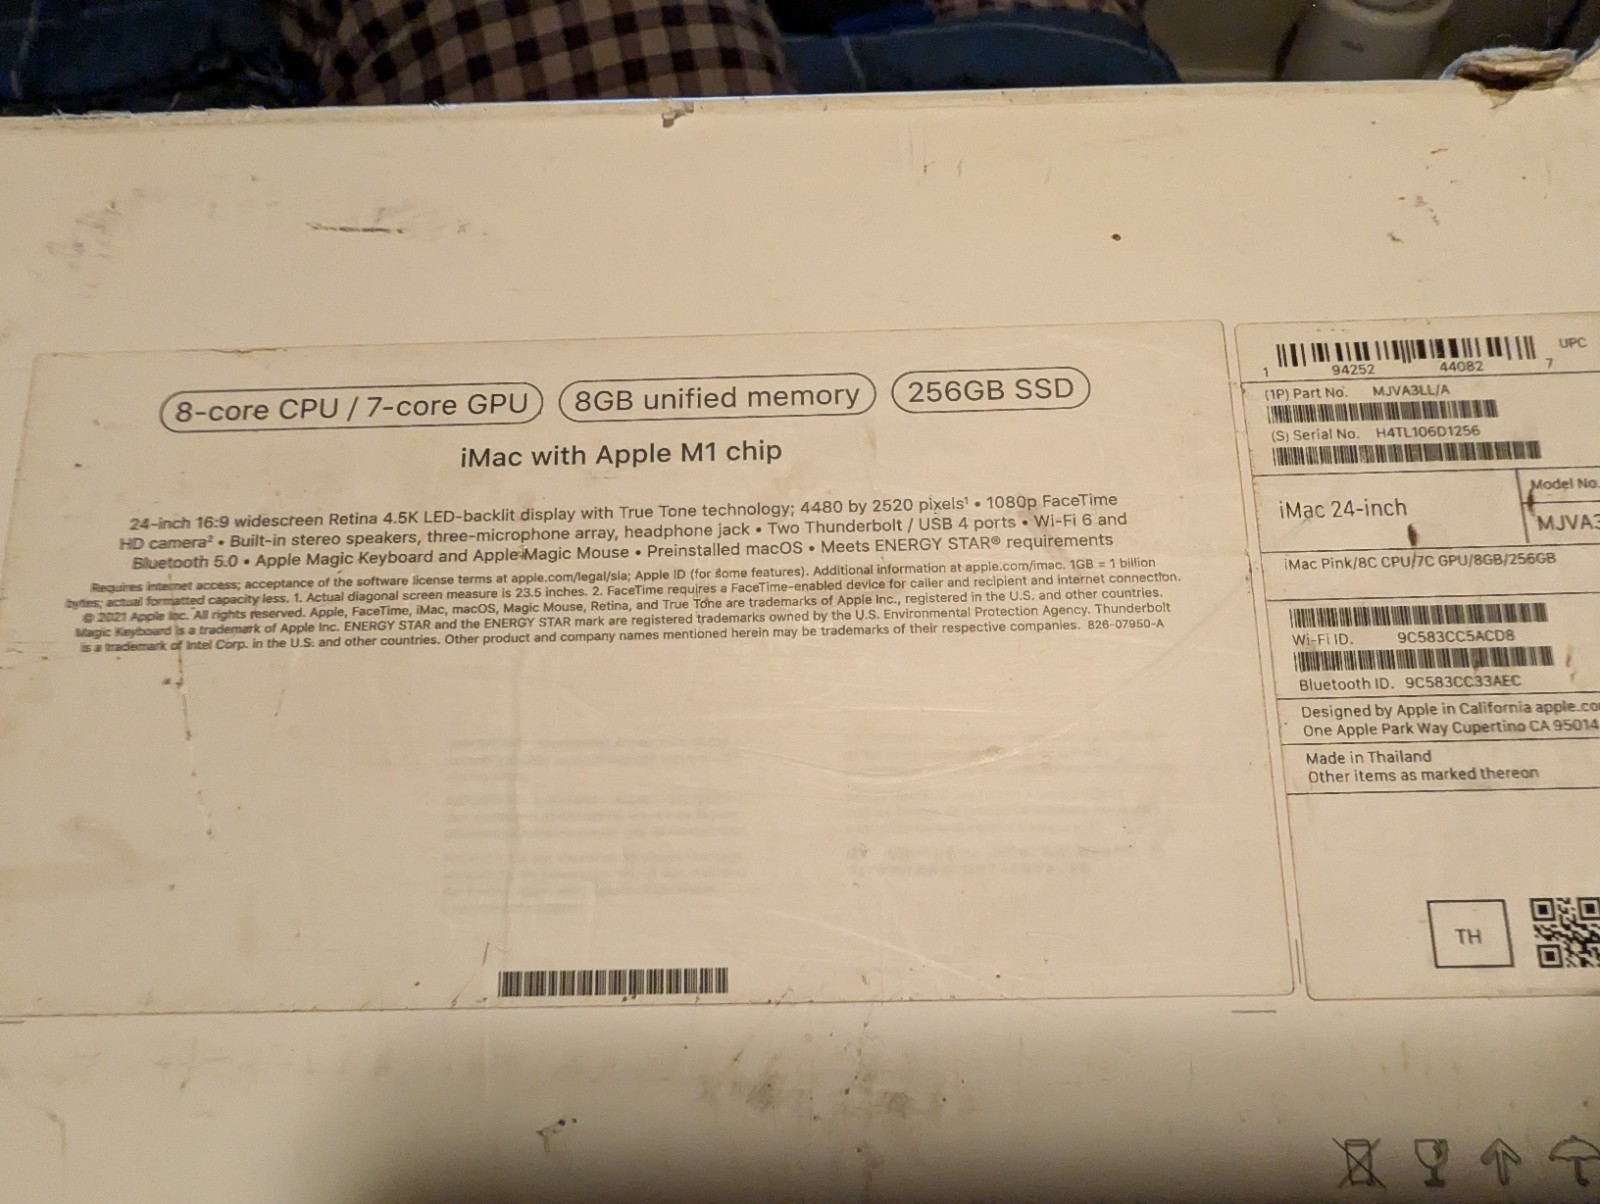 8-core CPU / 7-core GPU
8GB unified memory
256GB SSD
iMac with Apple M1 chip
24-inch 16:9 widescreen Retina 4.5K LED-backlit display with True Tone technology; 4480 by 2520 pixels¹ • 1080p FaceTime
HD camera² • Built-in stereo speakers, three-microphone array, headphone jack • Two Thunderbolt / USB 4 ports • Wi-Fi 6 and
Bluetooth 5.0 • Apple Magic Keyboard and Apple Magic Mouse • Preinstalled macOS • Meets ENERGY STAR® requirements
Requires internet access; acceptance of the software license terms at apple.com/legal/sla; Apple ID (for some features). Additional information at apple.com/imac. 1GB = 1 billion
bytes; actual formatted capacity less. 1. Actual diagonal screen measure is 23.5 inches. 2. FaceTime requires a FaceTime-enabled device for caller and recipient and internet connection.
© 2021 Apple Inc. All rights reserved. Apple, FaceTime, iMac, macOS, Magic Mouse, Retina, and True Tone are trademarks of Apple Inc., registered in the U.S. and other countries.
Magic Keyboard is a trademark of Apple Inc. ENERGY STAR and the ENERGY STAR mark are registered trademarks owned by the U.S. Environmental Protection Agency. Thunderbolt
is a trademark of Intel Corp. in the U.S. and other countries. Other product and company names mentioned herein may be trademarks of their respective companies. 826-07950-A
UPC
1 94252 44082 7
(1P) Part No. MJVA3LL/A
(S) Serial No. H4TL106D1256
iMac 24-inch
Model No.
MJVA3
iMac Pink/8C CPU/7C GPU/8GB/256GB
Wi-Fi ID. 9C583CC5ACD8
Bluetooth ID. 9C583CC33AEC
Designed by Apple in California apple.co
One Apple Park Way Cupertino CA 95014
Made in Thailand
Other items as marked thereon
TH